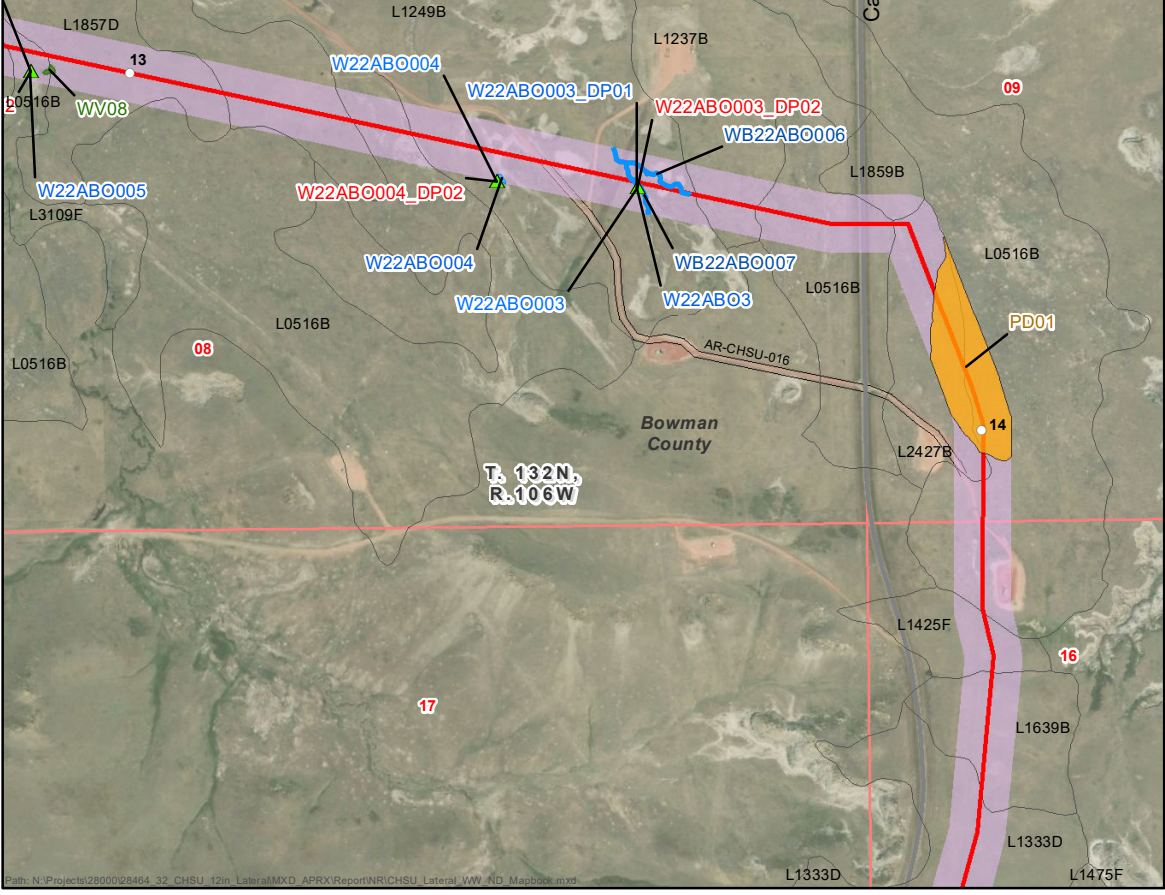 L1249B
Ca
L1857D
L1237B
13
W22ABO004
09
L0516B
2
WV08
W22ABO003_DP01
W22ABO003_DP02
WB22ABO006
W22ABO005
W22ABO004_DP02
L1859B
L3109F
W22ABO004
WB22ABO007
L0516B
W22ABO003
W22ABO3
L0516B
L0516B
PD01
08
L0516B
AR-CHSU-016
Bowman
County
14
L2427B
T. 132N,
R.106W
L1425F
16
17
L1639B
L1333D
L1333D
L1475F
Path: N:\Projects\28000\28464_32_CHSU_12in_Lateral\MXD_APRX\Report\NR\CHSU_Lateral_WW_ND_Mapbook.mxd